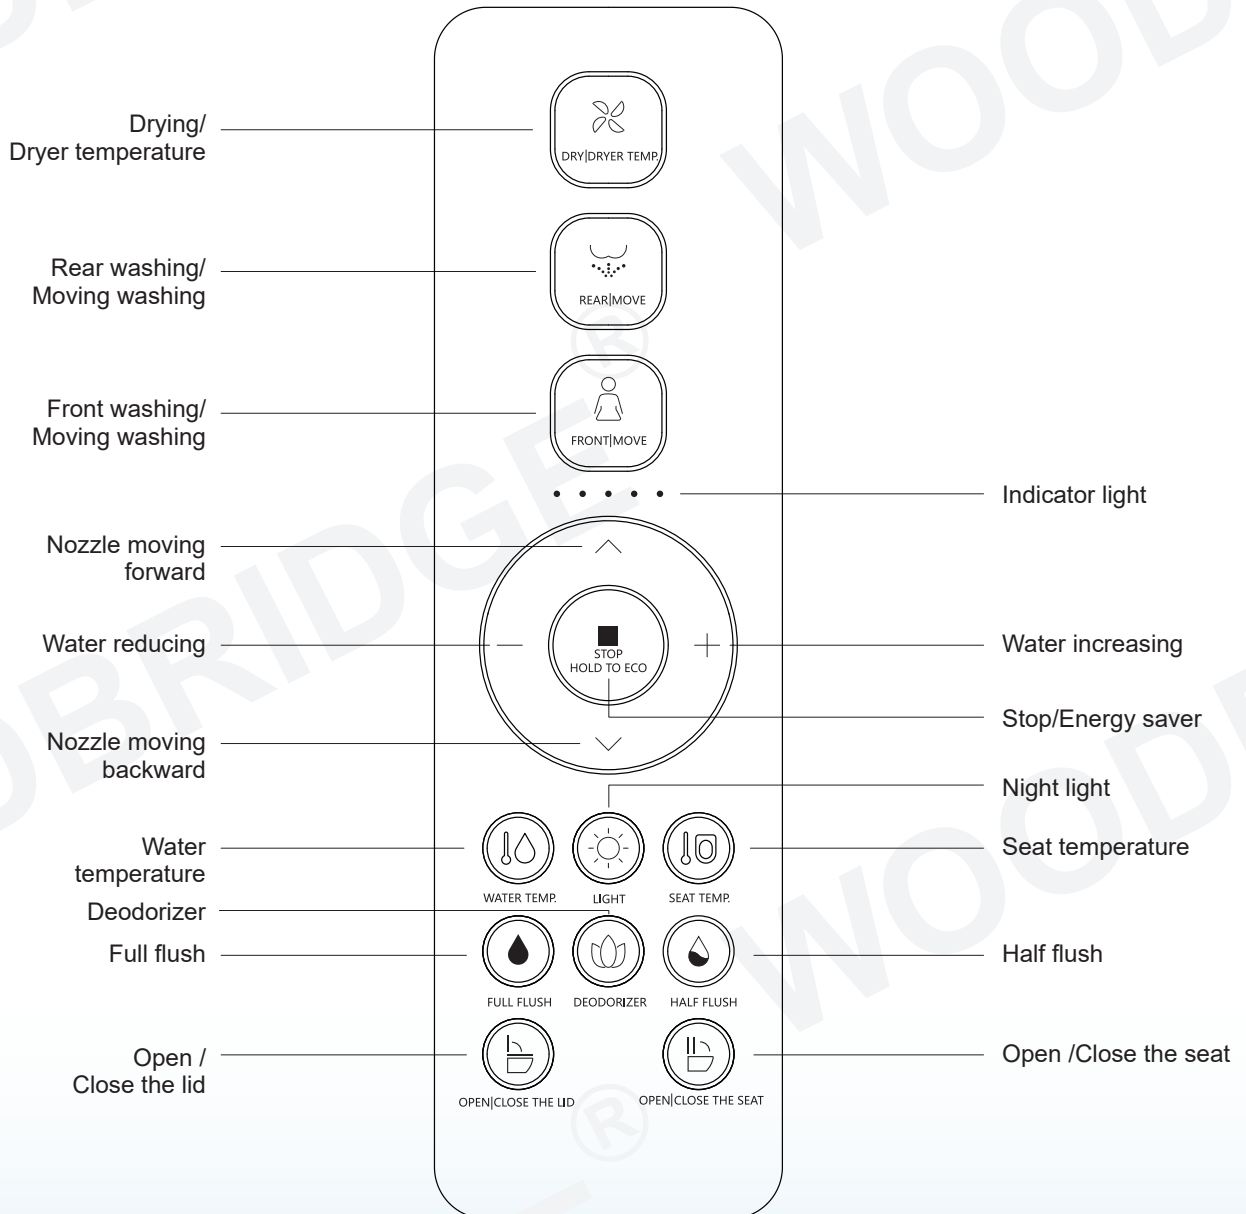 WOODBRIDGE
Drying/
Dryer temperature
DRY|DRYER TEMP.
Rear washing/
Moving washing
REAR|MOVE
®
Front washing/
Moving washing
FRONT|MOVE
Indicator light
Nozzle moving
forward
Water reducing
STOP
HOLD TO ECO
Water increasing
Stop/Energy saver
Nozzle moving
backward
Night light
Water
temperature
Seat temperature
WATER TEMP.
LIGHT
SEAT TEMP.
Deodorizer
Full flush
Half flush
FULL FLUSH
DEODORIZER
HALF FLUSH
Open /
Close the lid
Open /Close the seat
OPEN|CLOSE THE LID
OPEN|CLOSE THE SEAT
®